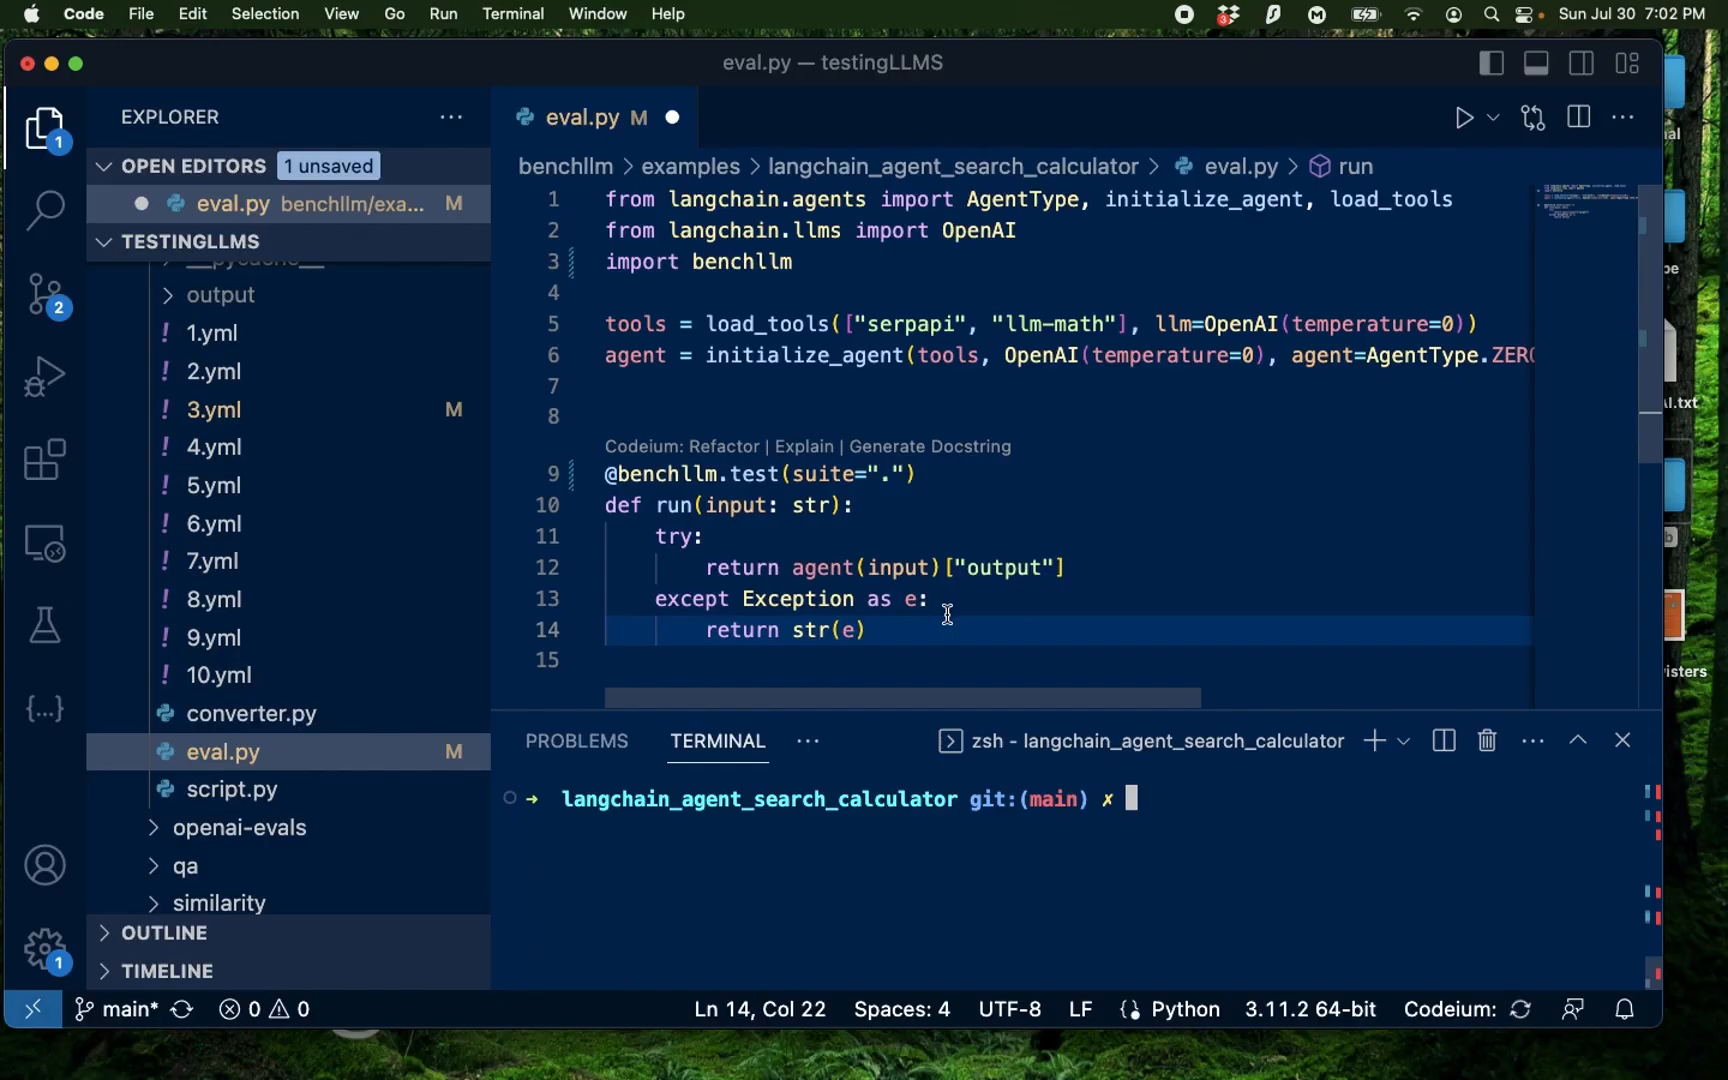 Code File Edit Selection View Go Run Terminal Window Help
3
Sun Jul 30 7:02 PM
eval.py — testingLLMS
1
2
1
EXPLORER
OPEN EDITORS 1 unsaved
eval.py benchllm/exa... M
TESTINGLLMS
__pycache__
output
! 1.yml
! 2.yml
! 3.yml M
! 4.yml
! 5.yml
! 6.yml
! 7.yml
! 8.yml
! 9.yml
! 10.yml
converter.py
eval.py M
script.py
openai-evals
qa
similarity
OUTLINE
TIMELINE
eval.py M
benchllm > examples > langchain_agent_search_calculator > eval.py > run
1 from langchain.agents import AgentType, initialize_agent, load_tools
2 from langchain.llms import OpenAI
3 import benchllm
4
5 tools = load_tools(["serpapi", "llm-math"], llm=OpenAI(temperature=0))
6 agent = initialize_agent(tools, OpenAI(temperature=0), agent=AgentType.ZERO
7
8
Codeium: Refactor | Explain | Generate Docstring
9 @benchllm.test(suite=".")
10 def run(input: str):
11 try:
12 return agent(input)["output"]
13 except Exception as e:
14 return str(e)
15
PROBLEMS TERMINAL ... zsh - langchain_agent_search_calculator
→ langchain_agent_search_calculator git:(main) ✗
main* 0 0 Ln 14, Col 22 Spaces: 4 UTF-8 LF Python 3.11.2 64-bit Codeium: